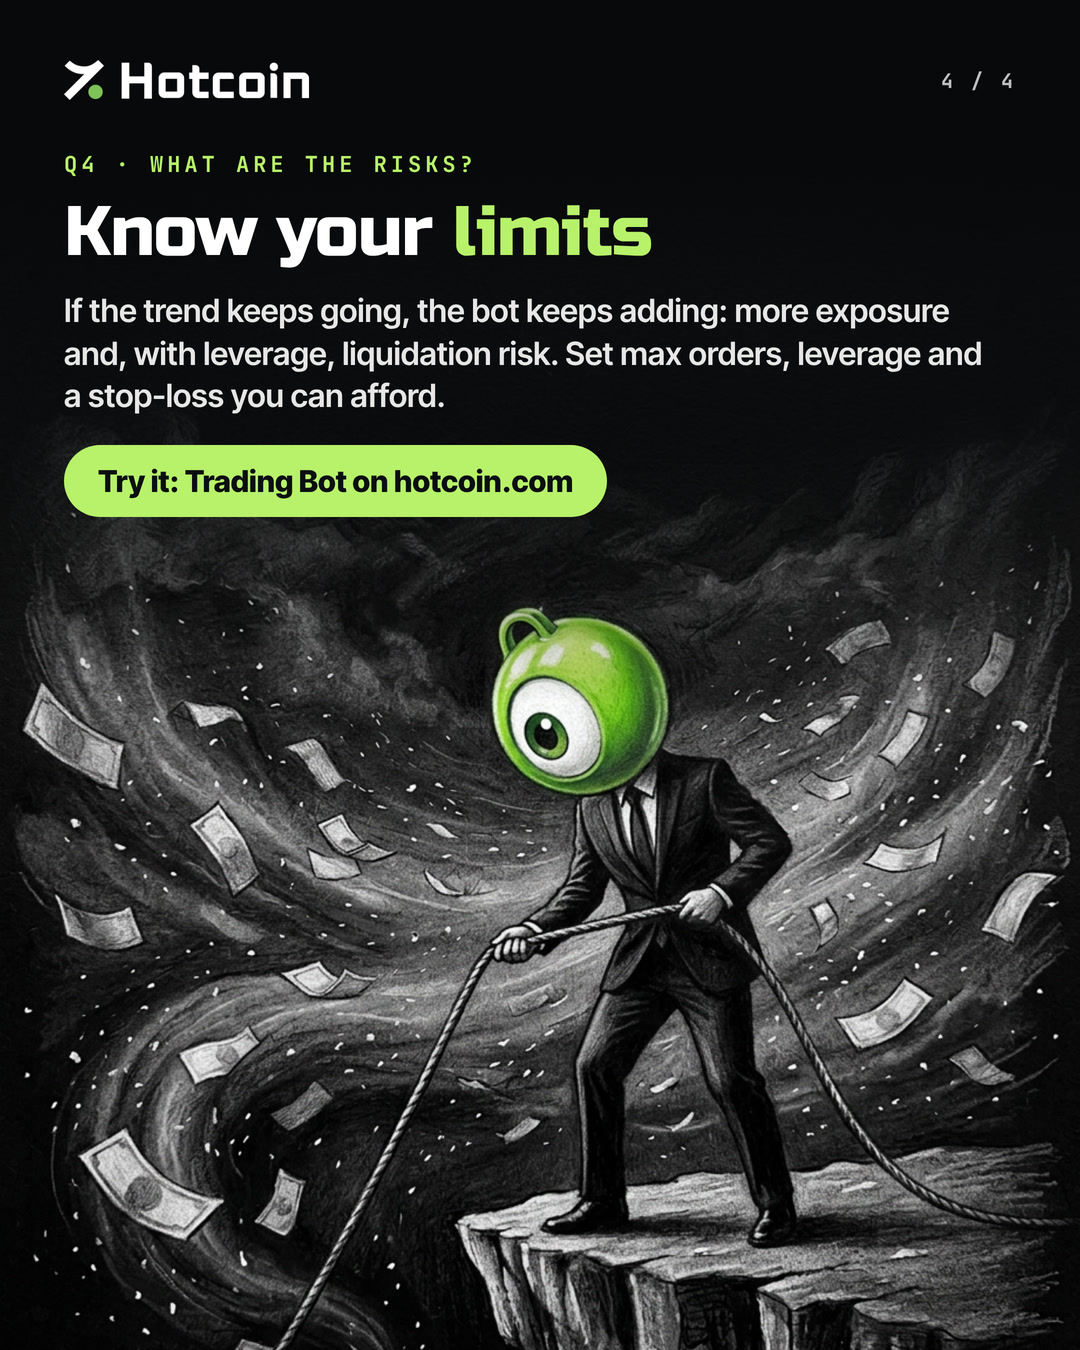 Hotcoin
4 / 4
Q4 · WHAT ARE THE RISKS?
Know your limits
If the trend keeps going, the bot keeps adding: more exposure
and, with leverage, liquidation risk. Set max orders, leverage and
a stop-loss you can afford.
Try it: Trading Bot on hotcoin.com